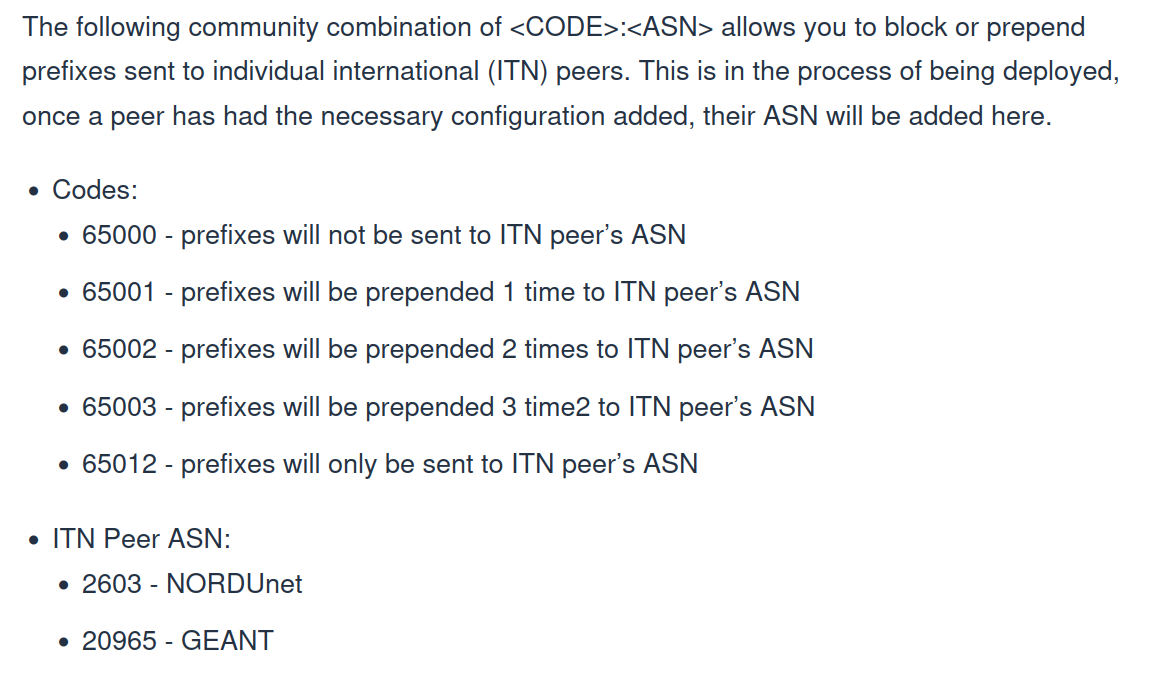 The following community combination of <CODE>:<ASN> allows you to block or prepend
prefixes sent to individual international (ITN) peers. This is in the process of being deployed,
once a peer has had the necessary configuration added, their ASN will be added here.
• Codes:
• 65000 - prefixes will not be sent to ITN peer’s ASN
• 65001 - prefixes will be prepended 1 time to ITN peer’s ASN
• 65002 - prefixes will be prepended 2 times to ITN peer’s ASN
• 65003 - prefixes will be prepended 3 time2 to ITN peer’s ASN
• 65012 - prefixes will only be sent to ITN peer’s ASN
• ITN Peer ASN:
• 2603 - NORDUnet
• 20965 - GEANT